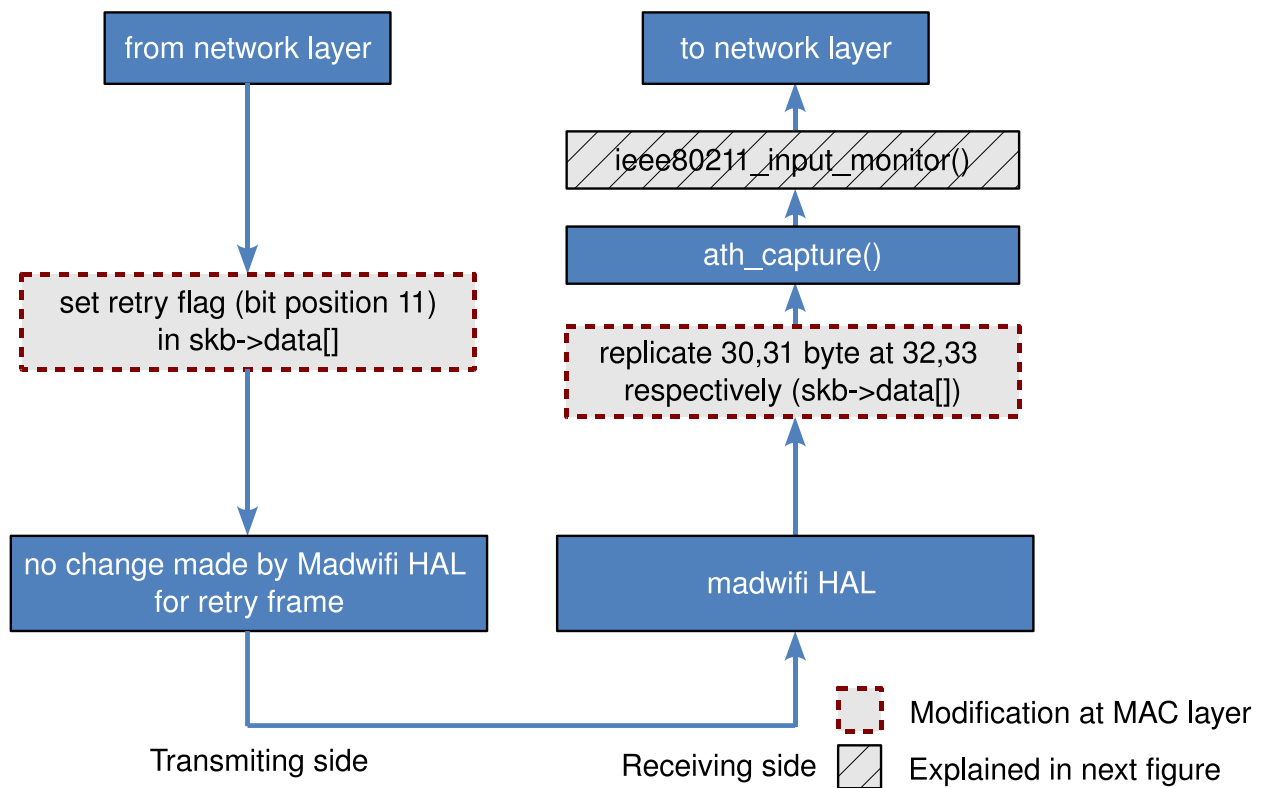 from network layer
to network layer
ieee80211_input_monitor()
ath_capture()
set retry flag (bit position 11)
in skb->data[]
replicate 30,31 byte at 32,33
respectively (skb->data[])
no change made by Madwifi HAL
for retry frame
madwifi HAL
Modification at MAC layer
Transmiting side
Receiving side
Explained in next figure